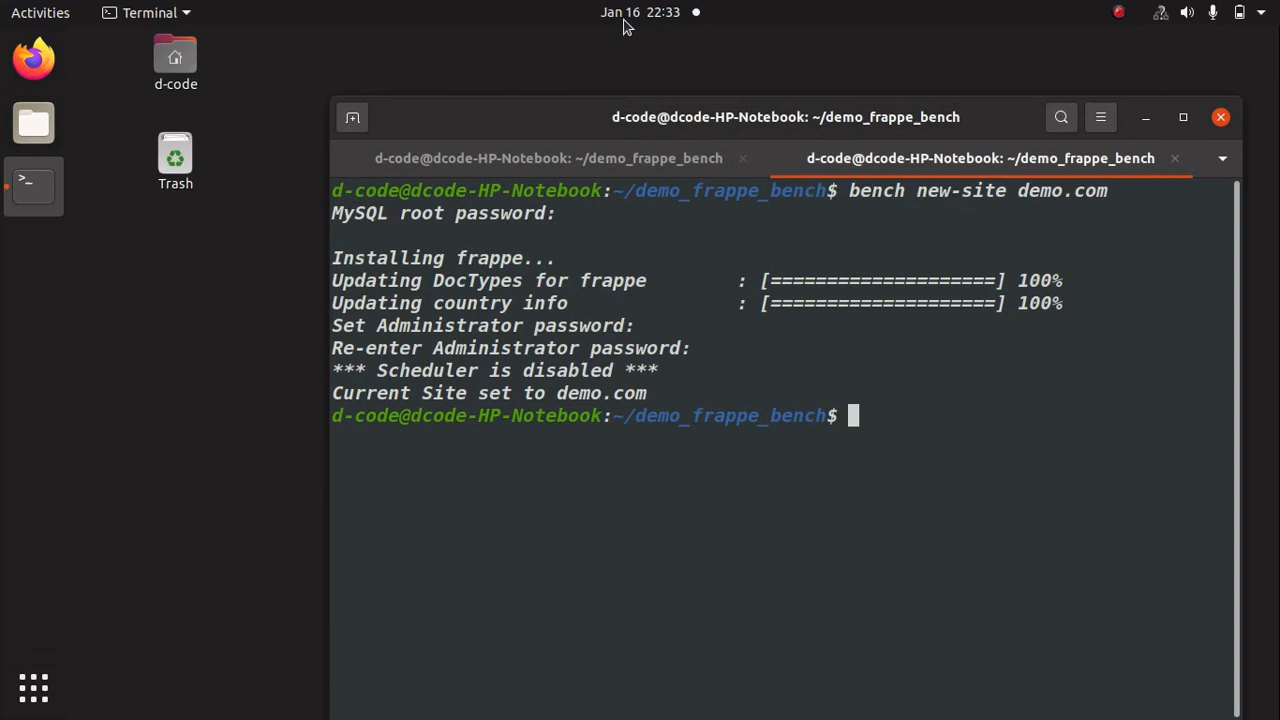 Activities
Terminal
Jan 16 22:33
d-code
Trash
d-code@dcode-HP-Notebook: ~/demo_frappe_bench
d-code@dcode-HP-Notebook: ~/demo_frappe_bench
d-code@dcode-HP-Notebook: ~/demo_frappe_bench
d-code@dcode-HP-Notebook:~/demo_frappe_bench$ bench new-site demo.com
MySQL root password:
Installing frappe...
Updating DocTypes for frappe        : [====================] 100%
Updating country info               : [====================] 100%
Set Administrator password:
Re-enter Administrator password:
*** Scheduler is disabled ***
Current Site set to demo.com
d-code@dcode-HP-Notebook:~/demo_frappe_bench$